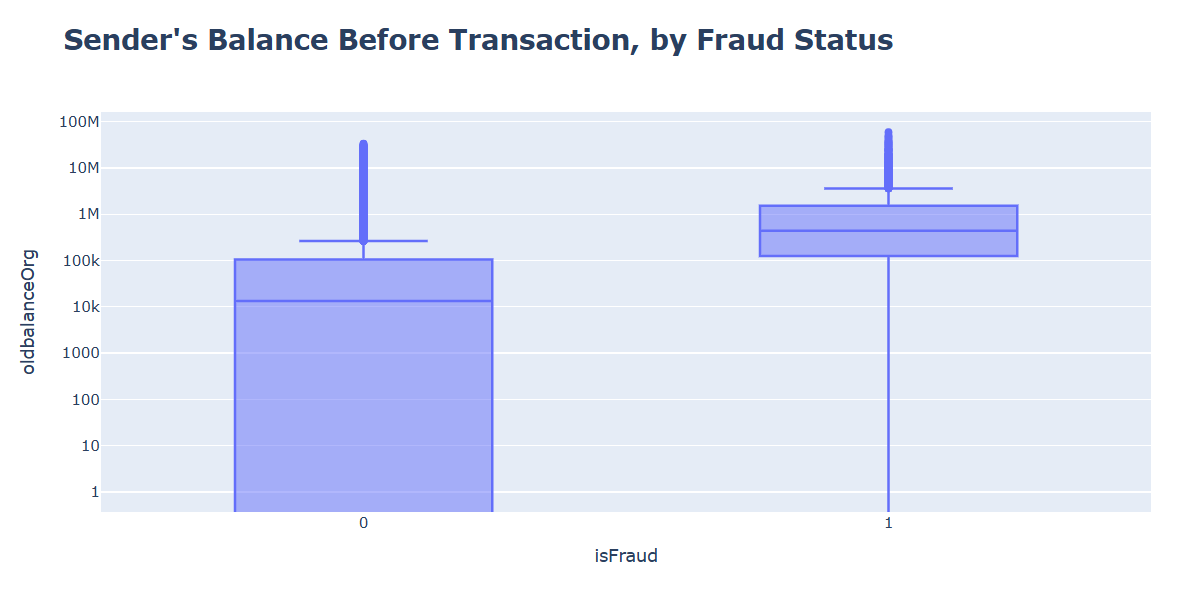 Sender's Balance Before Transaction, by Fraud Status
oldbalanceOrg
100M
10M
1M
100k
10k
1000
100
10
1
0
1
isFraud